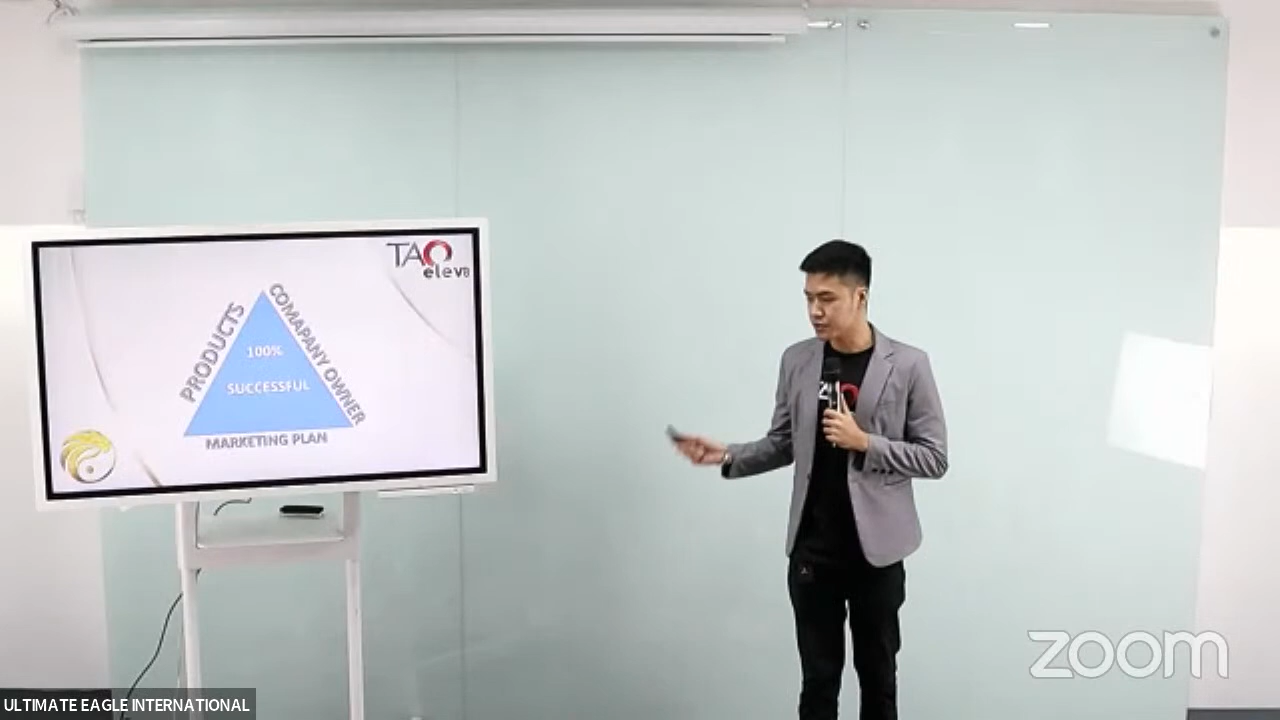 TAO
elev8
PRODUCTS
COMAPANY OWNER
100%
SUCCESSFUL
MARKETING PLAN
zoom
ULTIMATE EAGLE INTERNATIONAL